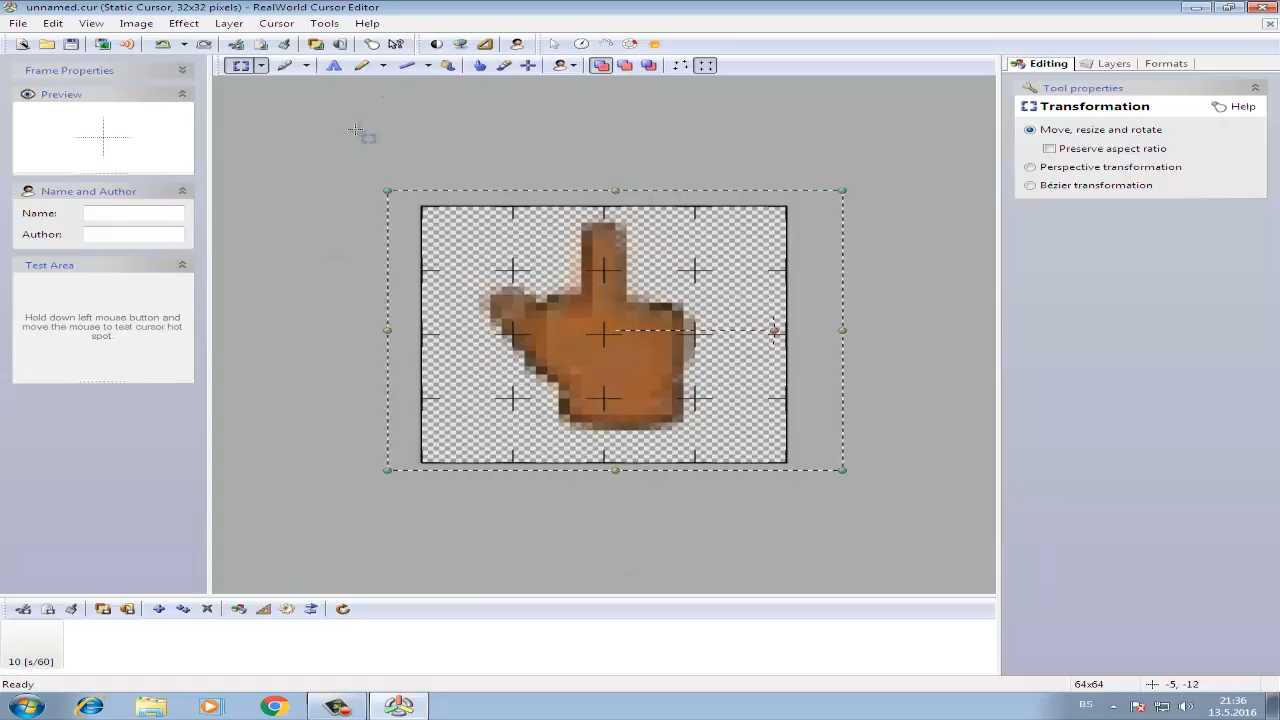 unnamed.cur (Static Cursor, 32x32 pixels) - RealWorld Cursor Editor
File Edit View Image Effect Layer Cursor Tools Help
Frame Properties
Preview
Name and Author
Name:
Author:
Test Area
Hold down left mouse button and
move the mouse to test cursor hot
spot.
Editing Layers Formats
Tool properties
Transformation Help
Move, resize and rotate
Preserve aspect ratio
Perspective transformation
Bézier transformation
10 [s/60]
Ready 64x64 -5, -12
BS 21:36
13.5.2016